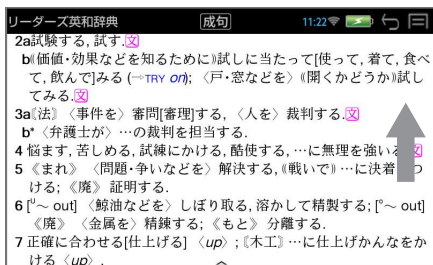 リーダーズ英和辞典 成句 11:22
2a試験する, 試す.文
b《価値・効果などを知るために》試しに当たって[使って, 着て, 食べ
て, 飲んで]みる (→TRY on); 〈戸・窓などを〉《開くかどうか》試し
てみる.文
3a〘法〙 〈事件を〉審問[審理]する, 〈人を〉裁判する.文
b* 〈弁護士が〉…の裁判を担当する.
4 悩ます, 苦しめる, 試練にかける, 酷使する, …に無理を強いる.文
5 《まれ》 〈問題・争いなどを〉解決する, 《戦いで》…に決着
ける; 《廃》 証明する.
6 [ᵘ~ out] 〈鯨油などを〉しぼり取る, 溶かして精製する; [ᵒ~ out]
《廃》 〈金属を〉精錬する; 《もと》 分離する.
7 正確に合わせる[仕上げる] 〈up〉; 〘木工〙 …に仕上げかんなをか
ける 〈up〉.